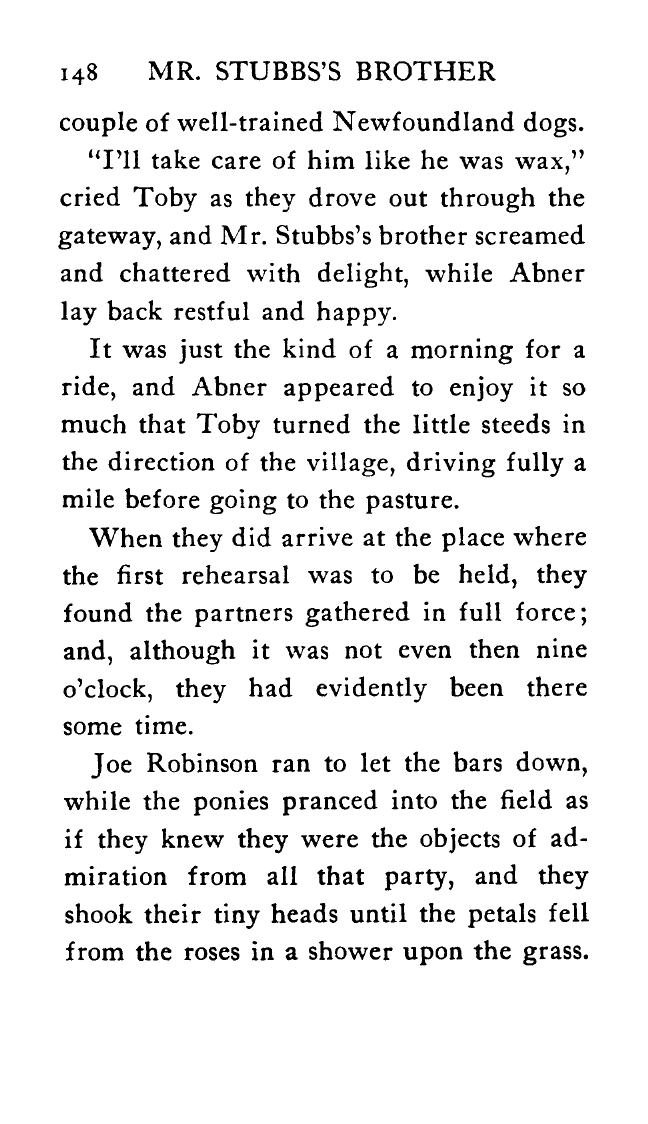 148 MR. STUBBS'S BROTHER
couple of well-trained Newfoundland dogs.
"I'll take care of him like he was wax,"
cried Toby as they drove out through the
gateway, and Mr. Stubbs's brother screamed
and chattered with delight, while Abner
lay back restful and happy.
It was just the kind of a morning for a
ride, and Abner appeared to enjoy it so
much that Toby turned the little steeds in
the direction of the village, driving fully a
mile before going to the pasture.
When they did arrive at the place where
the first rehearsal was to be held, they
found the partners gathered in full force;
and, although it was not even then nine
o'clock, they had evidently been there
some time.
Joe Robinson ran to let the bars down,
while the ponies pranced into the field as
if they knew they were the objects of ad-
miration from all that party, and they
shook their tiny heads until the petals fell
from the roses in a shower upon the grass.